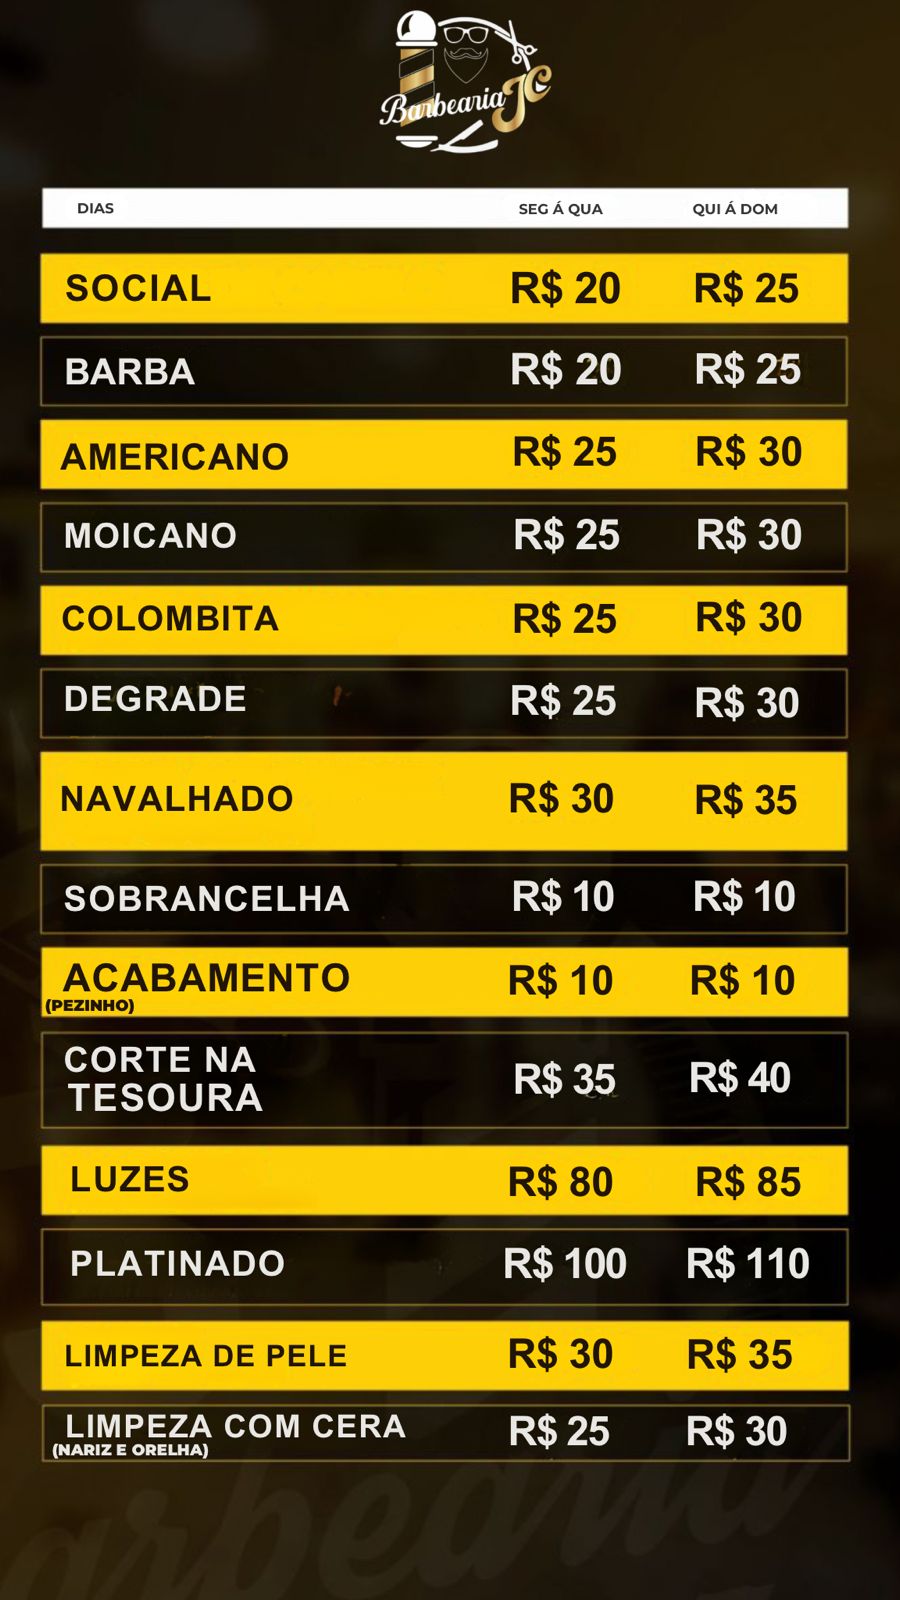 Barbearia JC
DIAS SEG Á QUA QUI Á DOM
SOCIAL R$ 20 R$ 25
BARBA R$ 20 R$ 25
AMERICANO R$ 25 R$ 30
MOICANO R$ 25 R$ 30
COLOMBITA R$ 25 R$ 30
DEGRADE R$ 25 R$ 30
NAVALHADO R$ 30 R$ 35
SOBRANCELHA R$ 10 R$ 10
ACABAMENTO R$ 10 R$ 10
(PEZINHO)
CORTE NA
TESOURA R$ 35 R$ 40
LUZES R$ 80 R$ 85
PLATINADO R$ 100 R$ 110
LIMPEZA DE PELE R$ 30 R$ 35
LIMPEZA COM CERA R$ 25 R$ 30
(NARIZ E ORELHA)
arbearia